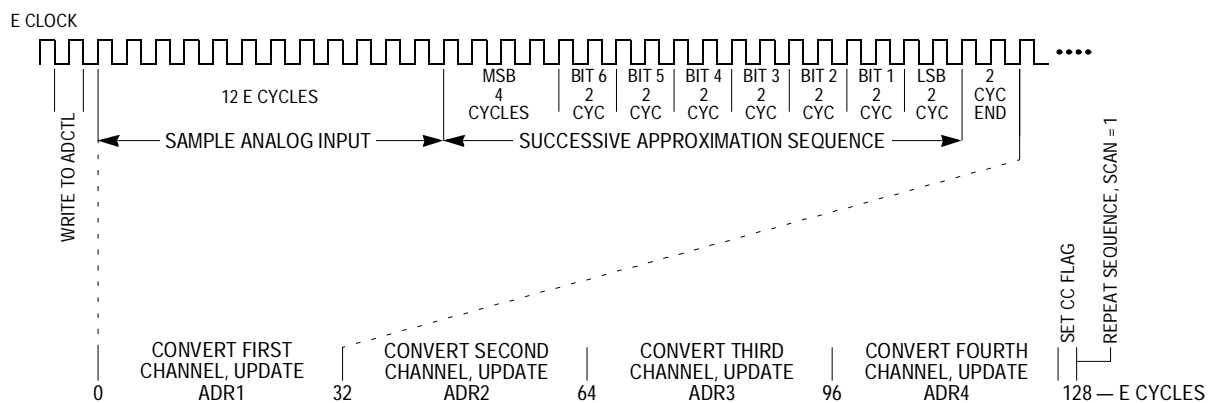 E CLOCK
12 E CYCLES
MSB
4
CYCLES
BIT 6
2
CYC
BIT 5
2
CYC
BIT 4
2
CYC
BIT 3
2
CYC
BIT 2
2
CYC
BIT 1
2
CYC
LSB
2
CYC
2
CYC
END
WRITE TO ADCTL
SAMPLE ANALOG INPUT
SUCCESSIVE APPROXIMATION SEQUENCE
CONVERT FIRST
CHANNEL, UPDATE
ADR1
CONVERT SECOND
CHANNEL, UPDATE
ADR2
CONVERT THIRD
CHANNEL, UPDATE
ADR3
CONVERT FOURTH
CHANNEL, UPDATE
ADR4
SET CC FLAG
REPEAT SEQUENCE, SCAN = 1
0
32
64
96
128 — E CYCLES